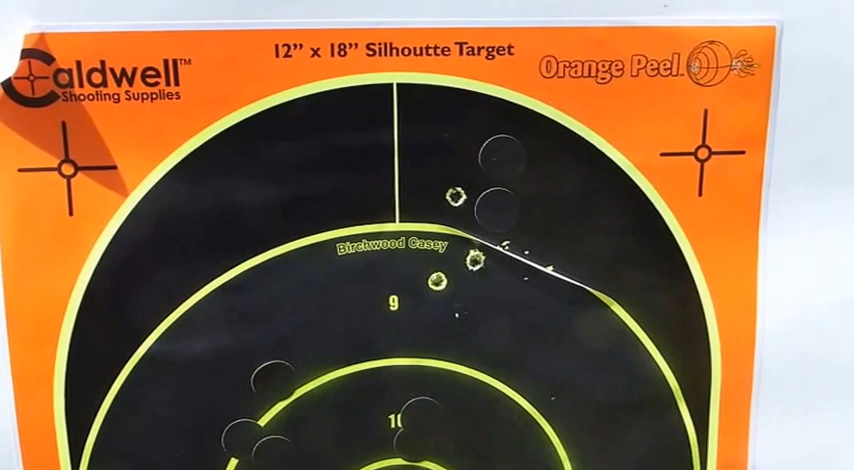 Caldwell™
Shooting Supplies
12” x 18” Silhoutte Target
Orange Peel
Birchwood Casey
9